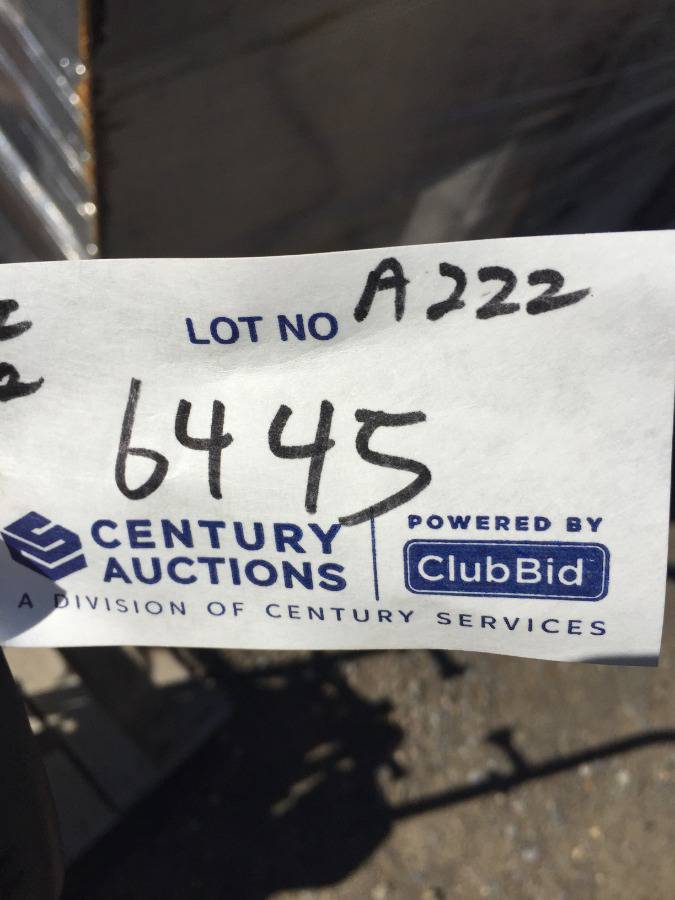 A222
LOT NO
6445
CENTURY
AUCTIONS
POWERED BY
ClubBid
A DIVISION OF CENTURY SERVICES